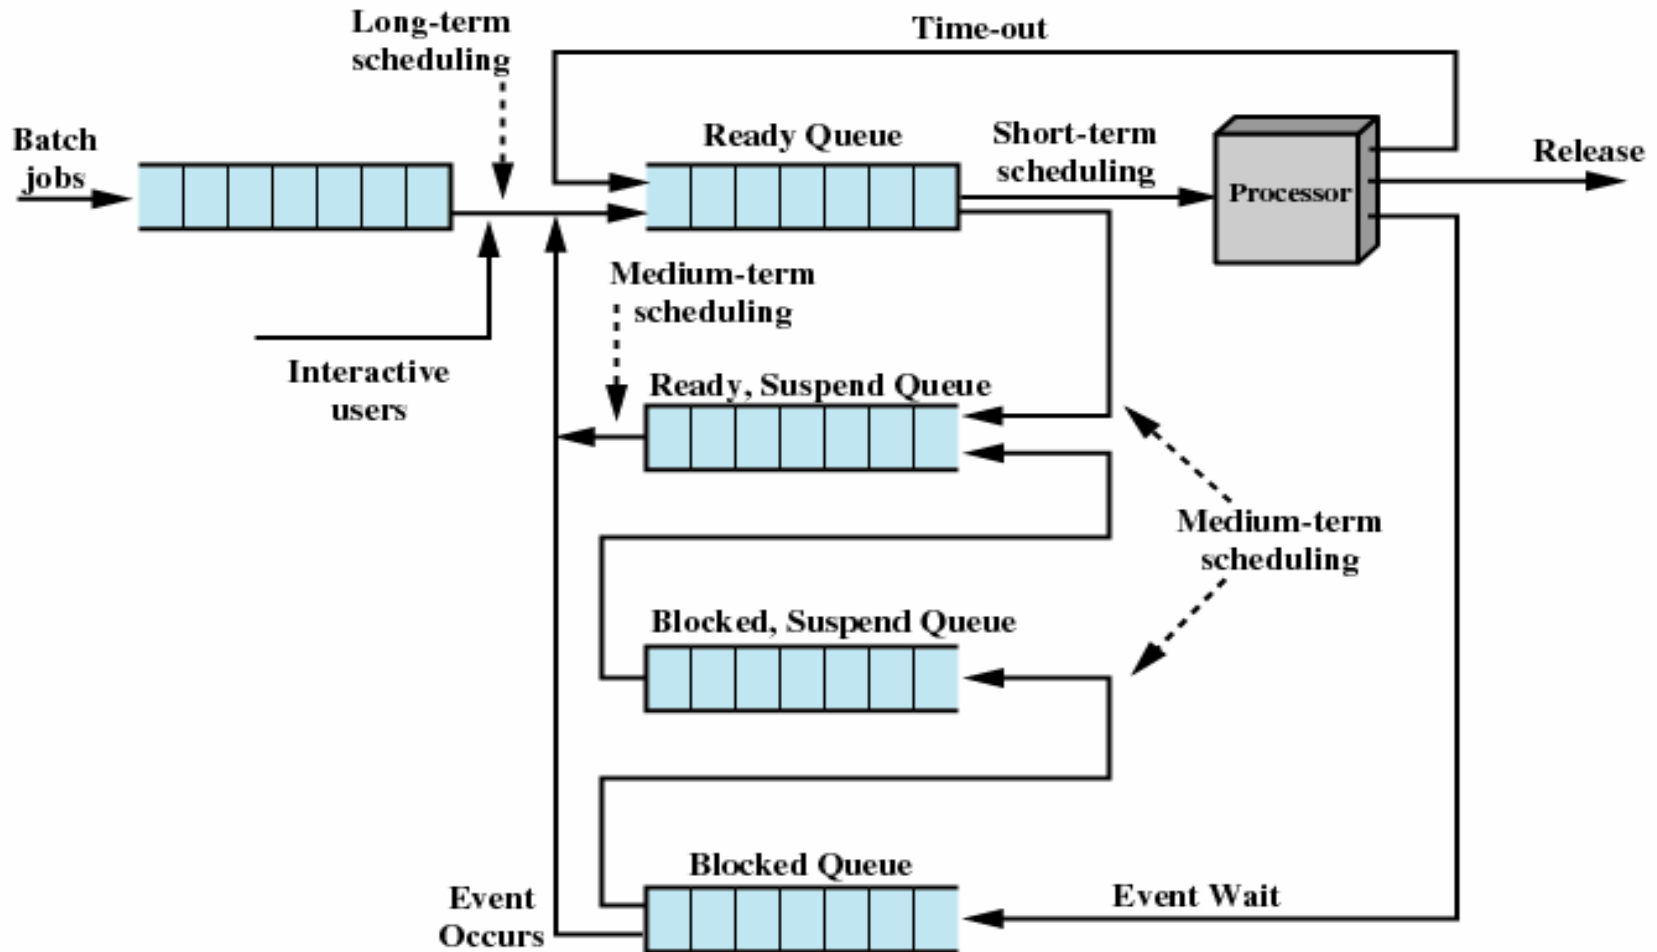 Long-term
scheduling
Time-out
Batch
jobs
Ready Queue
Short-term
scheduling
Processor
Release
Medium-term
scheduling
Interactive
users
Ready, Suspend Queue
Medium-term
scheduling
Blocked, Suspend Queue
Blocked Queue
Event
Occurs
Event Wait